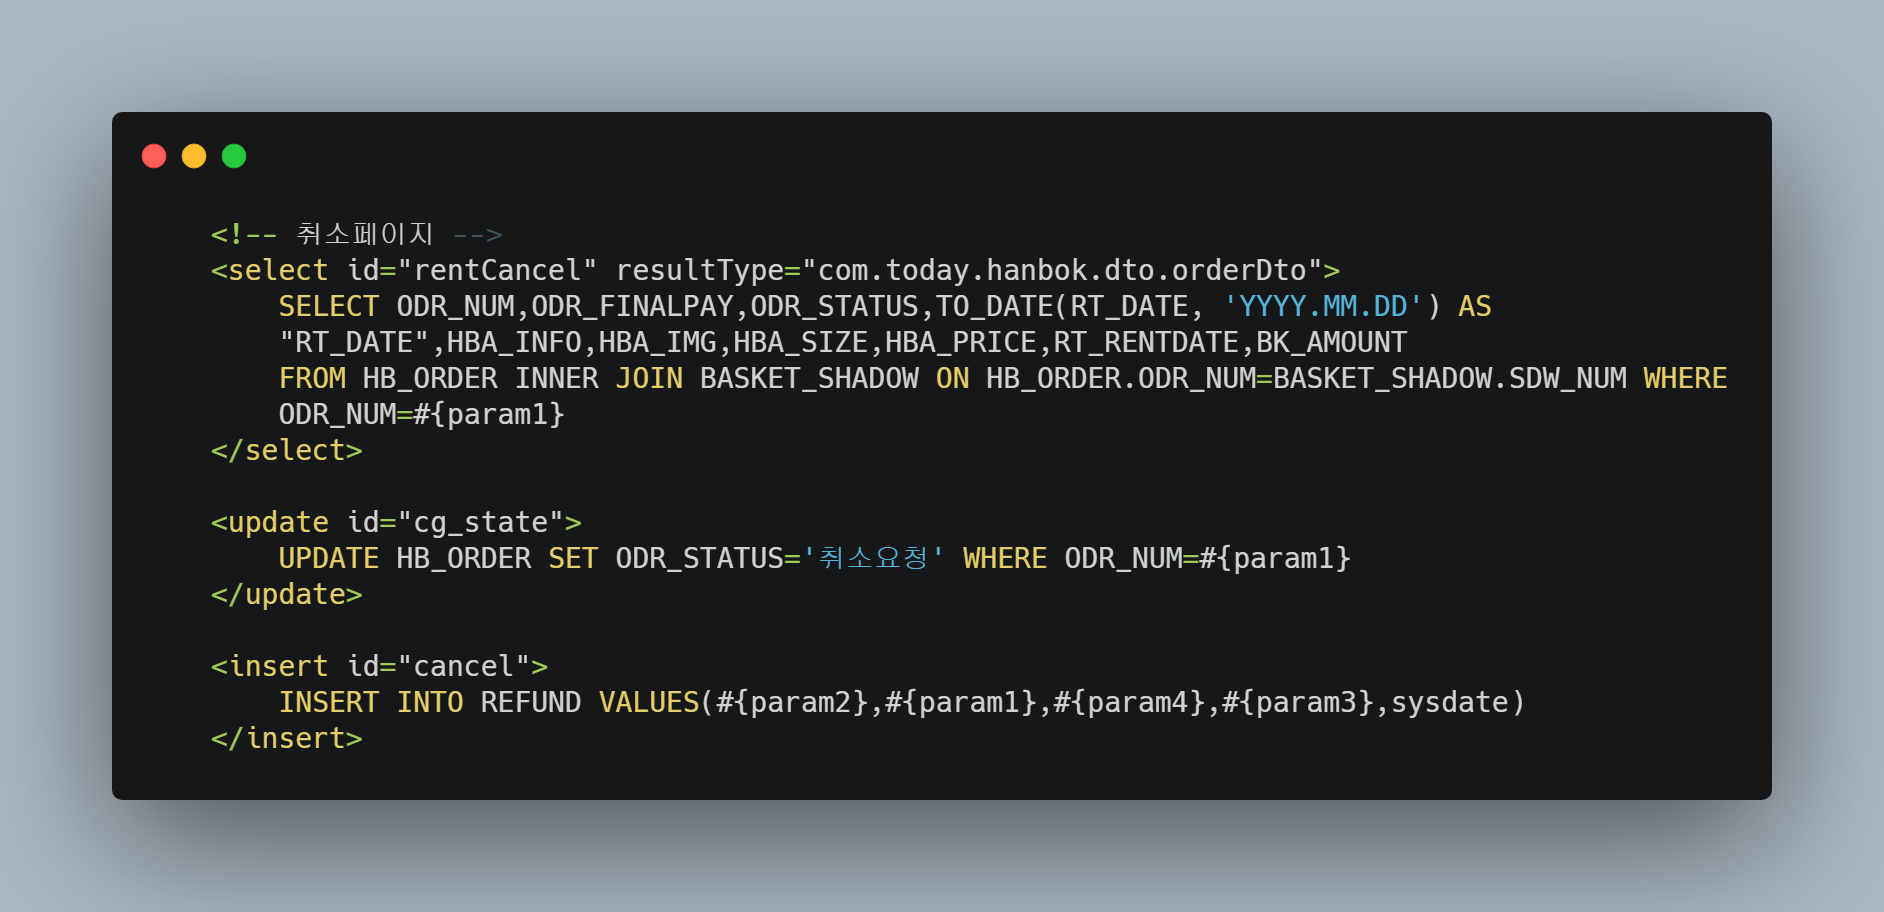 <!-- 취소페이지 -->
<select id="rentCancel" resultType="com.today.hanbok.dto.orderDto">
SELECT ODR_NUM,ODR_FINALPAY,ODR_STATUS,TO_DATE(RT_DATE, 'YYYY.MM.DD') AS
"RT_DATE",HBA_INFO,HBA_IMG,HBA_SIZE,HBA_PRICE,RT_RENTDATE,BK_AMOUNT
FROM HB_ORDER INNER JOIN BASKET_SHADOW ON HB_ORDER.ODR_NUM=BASKET_SHADOW.SDW_NUM WHERE
ODR_NUM=#{param1}
</select>
<update id="cg_state">
UPDATE HB_ORDER SET ODR_STATUS='취소요청' WHERE ODR_NUM=#{param1}
</update>
<insert id="cancel">
INSERT INTO REFUND VALUES(#{param2},#{param1},#{param4},#{param3},sysdate)
</insert>